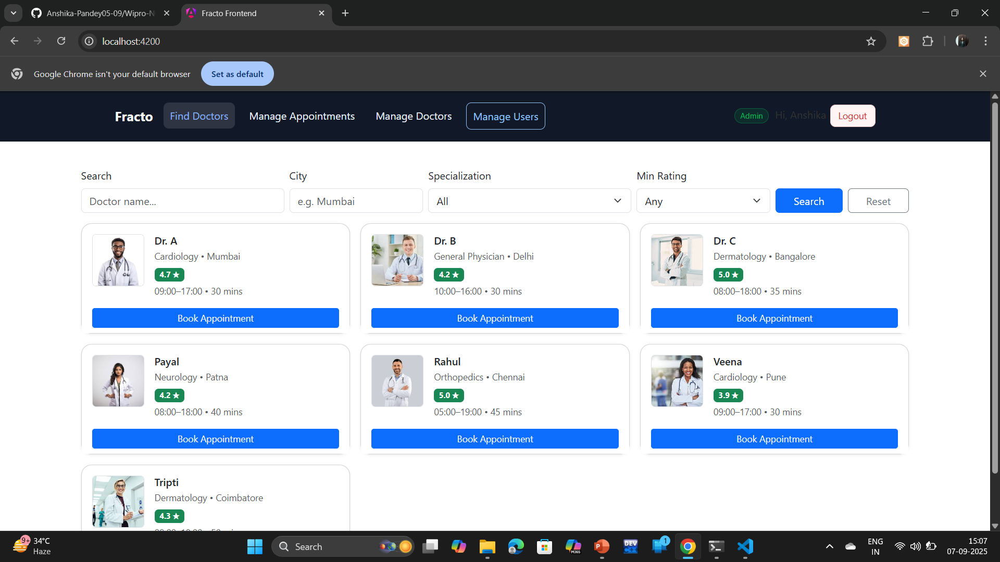 Anshika-Pandey05-09/Wipro-N
Fracto Frontend
localhost:4200
Google Chrome isn't your default browser
Set as default
Fracto
Find Doctors
Manage Appointments
Manage Doctors
Manage Users
Admin
Hi, Anshika
Logout
Search
City
Specialization
Min Rating
Doctor name...
e.g. Mumbai
All
Any
Search
Reset
Dr. A
Cardiology • Mumbai
4.7 ★
09:00–17:00 • 30 mins
Book Appointment
Dr. B
General Physician • Delhi
4.2 ★
10:00–16:00 • 30 mins
Book Appointment
Dr. C
Dermatology • Bangalore
5.0 ★
08:00–18:00 • 35 mins
Book Appointment
Payal
Neurology • Patna
4.2 ★
08:00–18:00 • 40 mins
Book Appointment
Rahul
Orthopedics • Chennai
5.0 ★
05:00–19:00 • 45 mins
Book Appointment
Veena
Cardiology • Pune
3.9 ★
09:00–17:00 • 30 mins
Book Appointment
Tripti
Dermatology • Coimbatore
4.3 ★
9+
34°C
Haze
Search
M365
P
DEV
C++
1
ENG
IN
15:07
07-09-2025